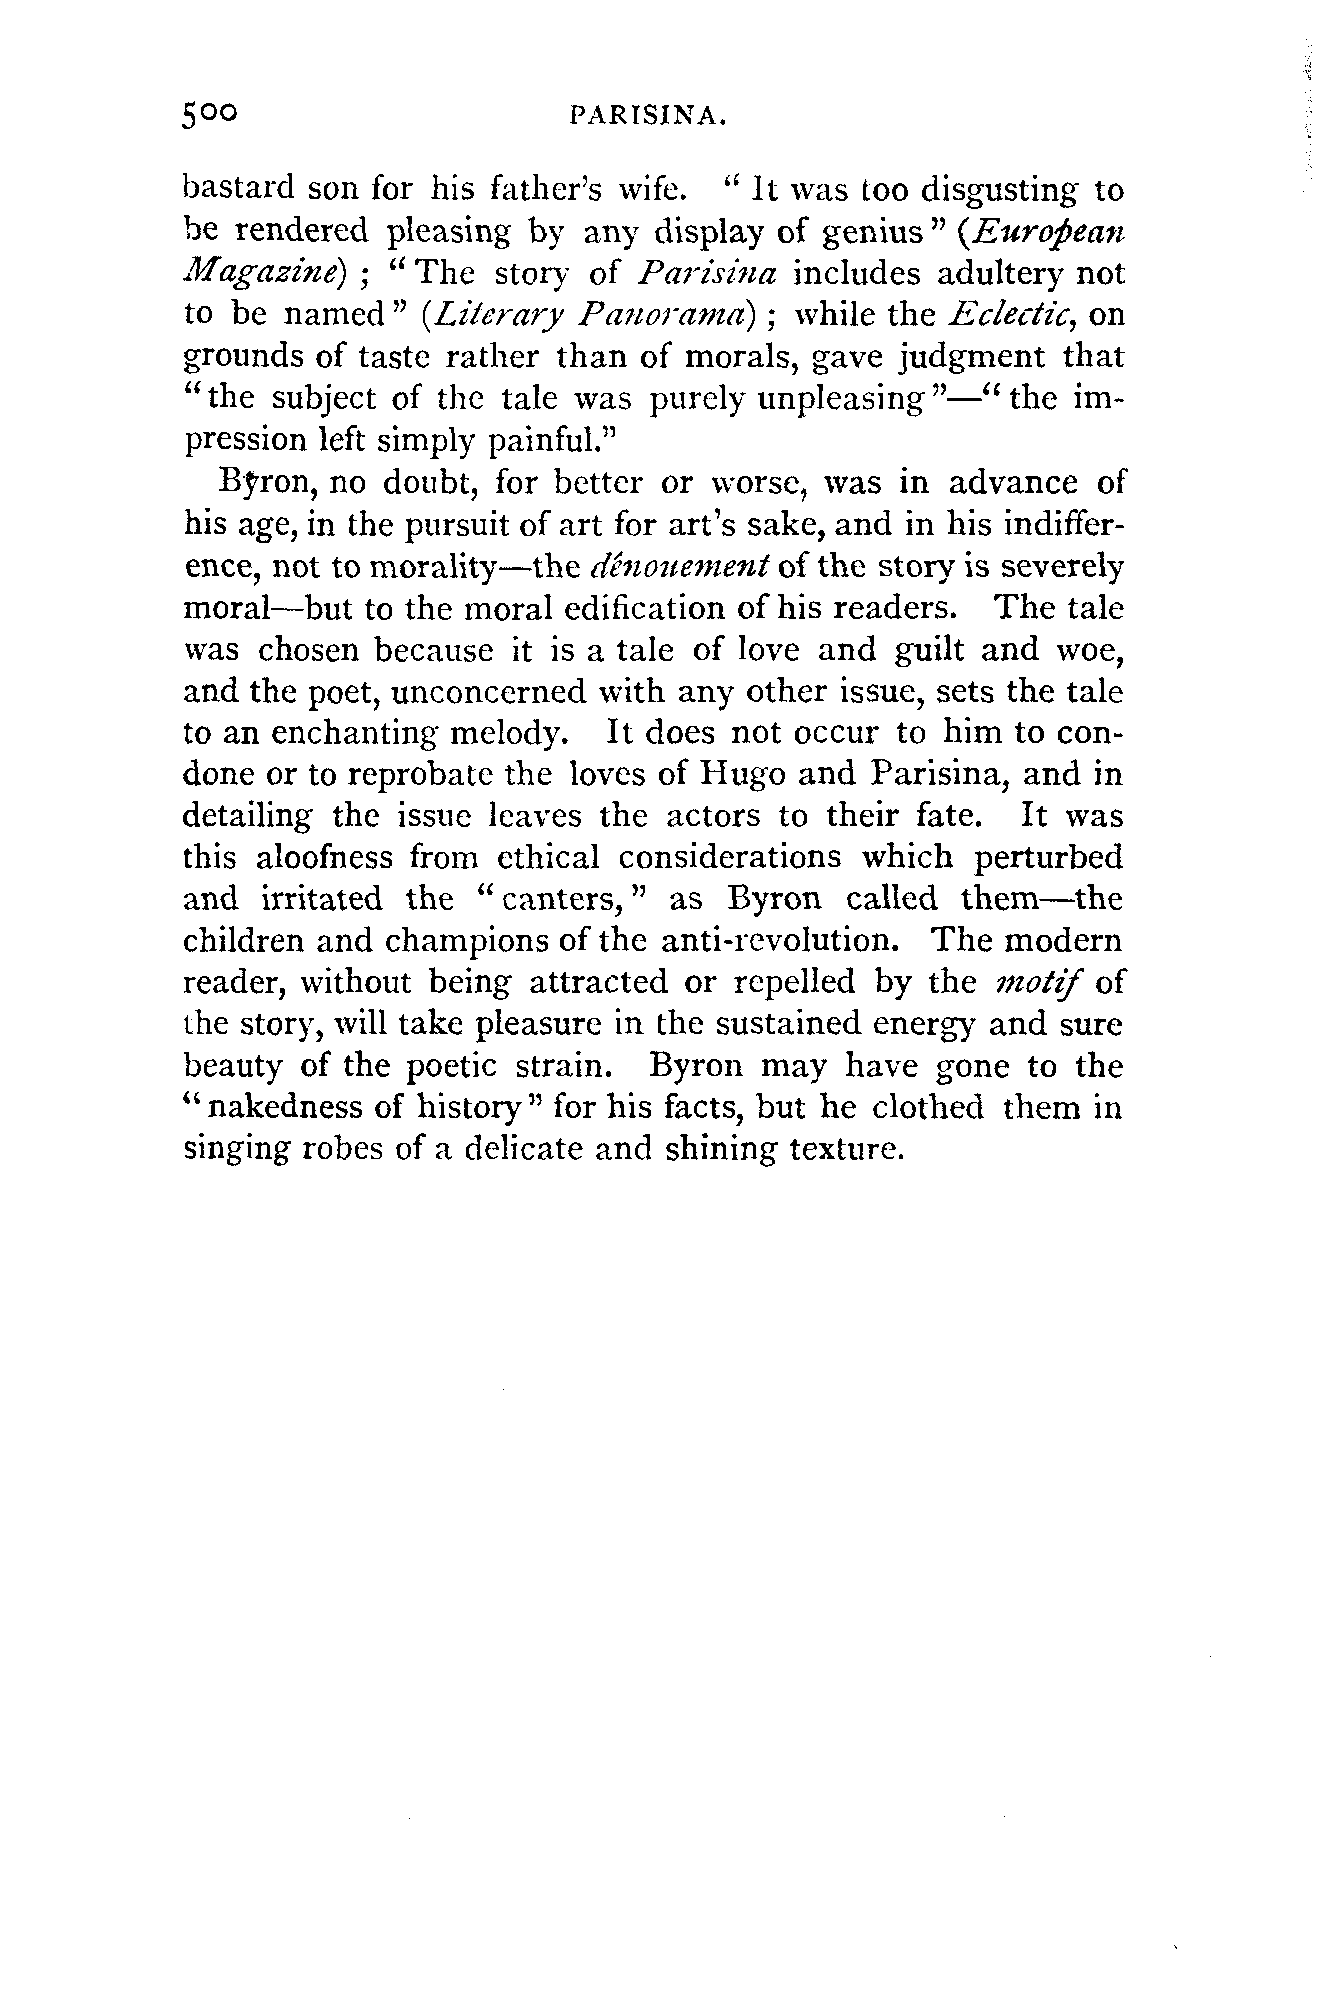 500 PARISINA.
bastard son for his father's wife. “ It was too disgusting to
be rendered pleasing by any display of genius ” (European
Magazine) ; “ The story of Parisina includes adultery not
to be named ” (Literary Panorama) ; while the Eclectic, on
grounds of taste rather than of morals, gave judgment that
“ the subject of the tale was purely unpleasing ”—“ the im-
pression left simply painful.”
Byron, no doubt, for better or worse, was in advance of
his age, in the pursuit of art for art's sake, and in his indiffer-
ence, not to morality—the dénouement of the story is severely
moral—but to the moral edification of his readers. The tale
was chosen because it is a tale of love and guilt and woe,
and the poet, unconcerned with any other issue, sets the tale
to an enchanting melody. It does not occur to him to con-
done or to reprobate the loves of Hugo and Parisina, and in
detailing the issue leaves the actors to their fate. It was
this aloofness from ethical considerations which perturbed
and irritated the “ canters, ” as Byron called them—the
children and champions of the anti-revolution. The modern
reader, without being attracted or repelled by the motif of
the story, will take pleasure in the sustained energy and sure
beauty of the poetic strain. Byron may have gone to the
“ nakedness of history ” for his facts, but he clothed them in
singing robes of a delicate and shining texture.